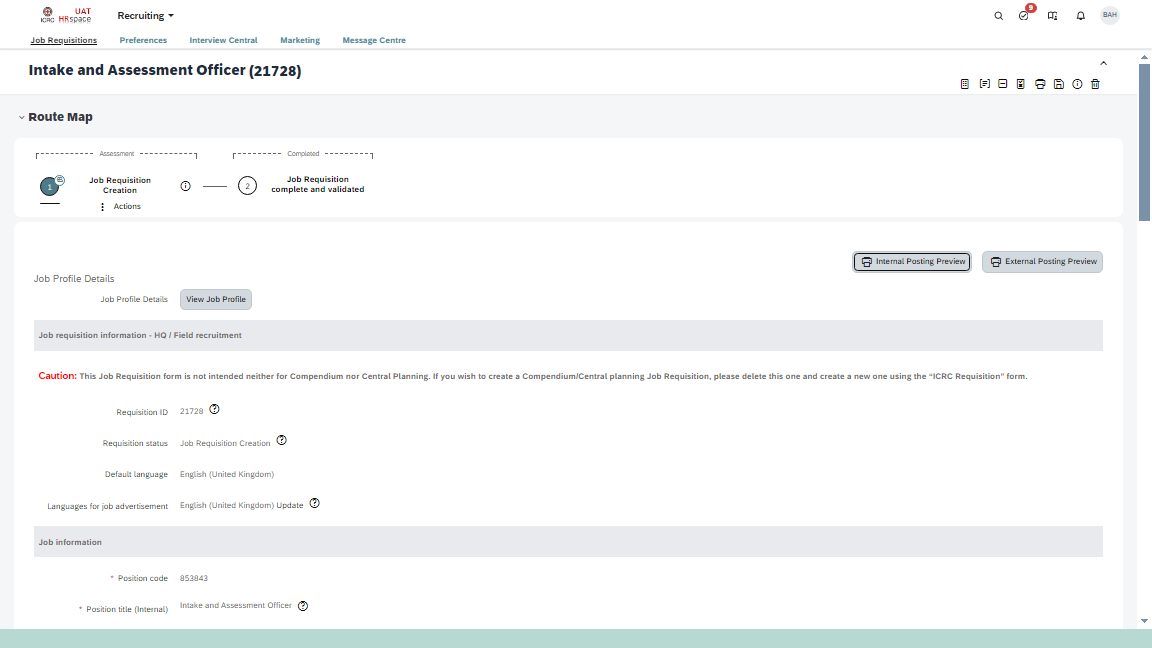 ICRC
UAT
HRspace
Recruiting
9
BAH
Job Requisitions
Preferences
Interview Central
Marketing
Message Centre
Intake and Assessment Officer (21728)
Route Map
Assessment
Completed
1
Job Requisition
Creation
2
Job Requisition
complete and validated
Actions
Internal Posting Preview
External Posting Preview
Job Profile Details
Job Profile Details
View Job Profile
Job requisition information - HQ / Field recruitment
Caution: This Job Requisition form is not intended neither for Compendium nor Central Planning. If you wish to create a Compendium/Central planning Job Requisition, please delete this one and create a new one using the “ICRC Requisition” form.
Requisition ID 21728
Requisition status Job Requisition Creation
Default language English (United Kingdom)
Languages for job advertisement English (United Kingdom) Update
Job information
* Position code 853843
* Position title (Internal) Intake and Assessment Officer